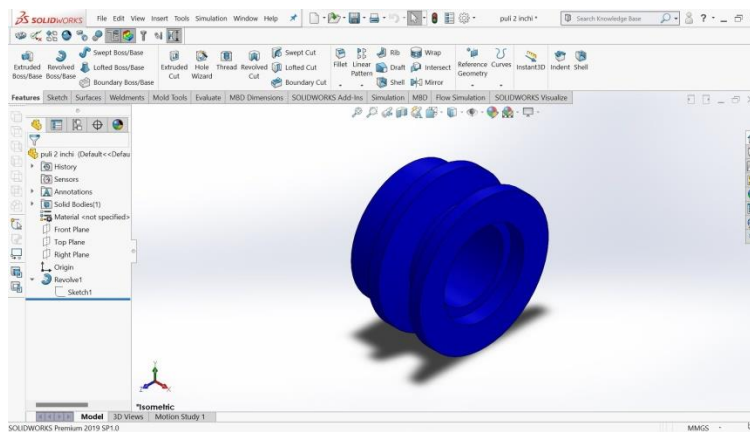 SOLIDWORKS File Edit View Insert Tools Simulation Window Help puli 2 inchi * Search Knowledge Base ?
Extruded Boss/Base
Revolved Boss/Base
Swept Boss/Base
Lofted Boss/Base
Boundary Boss/Base
Extruded Cut
Hole Wizard
Thread
Revolved Cut
Swept Cut
Lofted Cut
Boundary Cut
Fillet
Linear Pattern
Rib
Draft
Shell
Wrap
Intersect
Mirror
Reference Geometry
Curves
Instant3D
Indent
Shell
Features Sketch Surfaces Weldments Mold Tools Evaluate MBD Dimensions SOLIDWORKS Add-Ins Simulation MBD Flow Simulation SOLIDWORKS Visualize
puli 2 inchi (Default<<Defau
History
Sensors
Annotations
Solid Bodies(1)
Material <not specified>
Front Plane
Top Plane
Right Plane
Origin
Revolve1
Sketch1
*Isometric
Model 3D Views Motion Study 1
SOLIDWORKS Premium 2019 SP1.0 MMGS